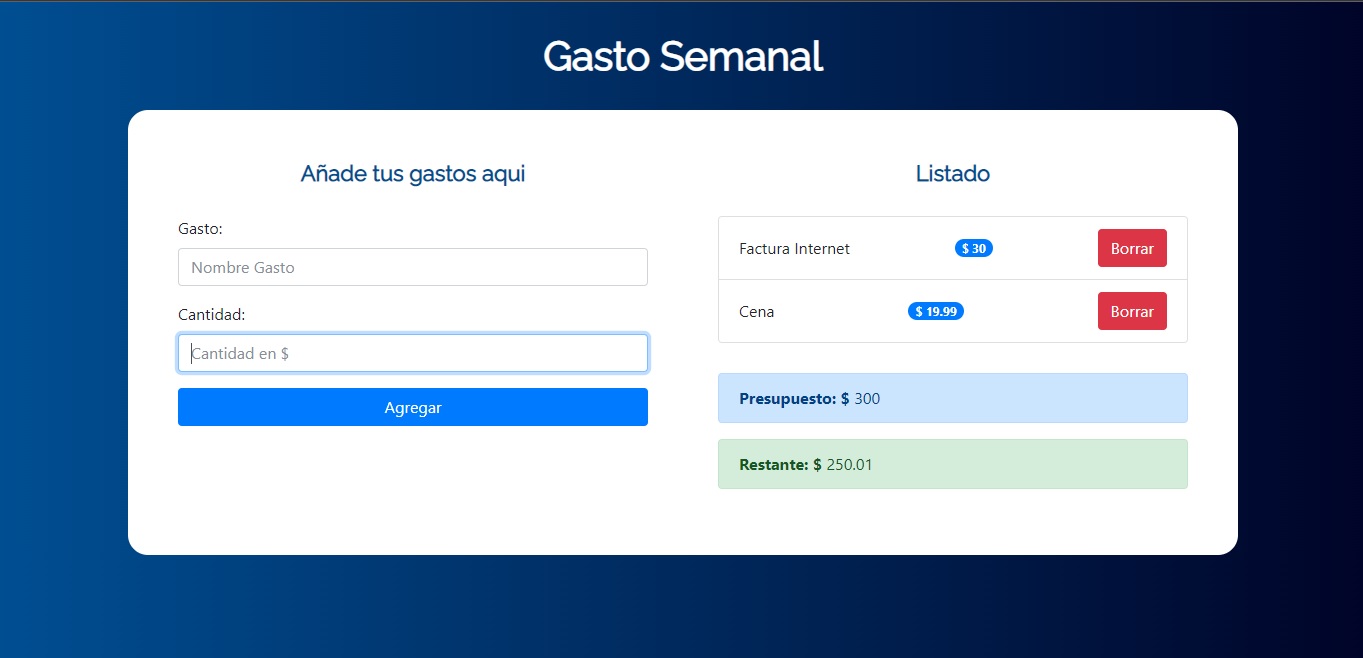 Gasto Semanal
Añade tus gastos aqui
Gasto:
Nombre Gasto
Cantidad:
Cantidad en $
Agregar
Listado
Factura Internet $ 30 Borrar
Cena $ 19.99 Borrar
Presupuesto: $ 300
Restante: $ 250.01